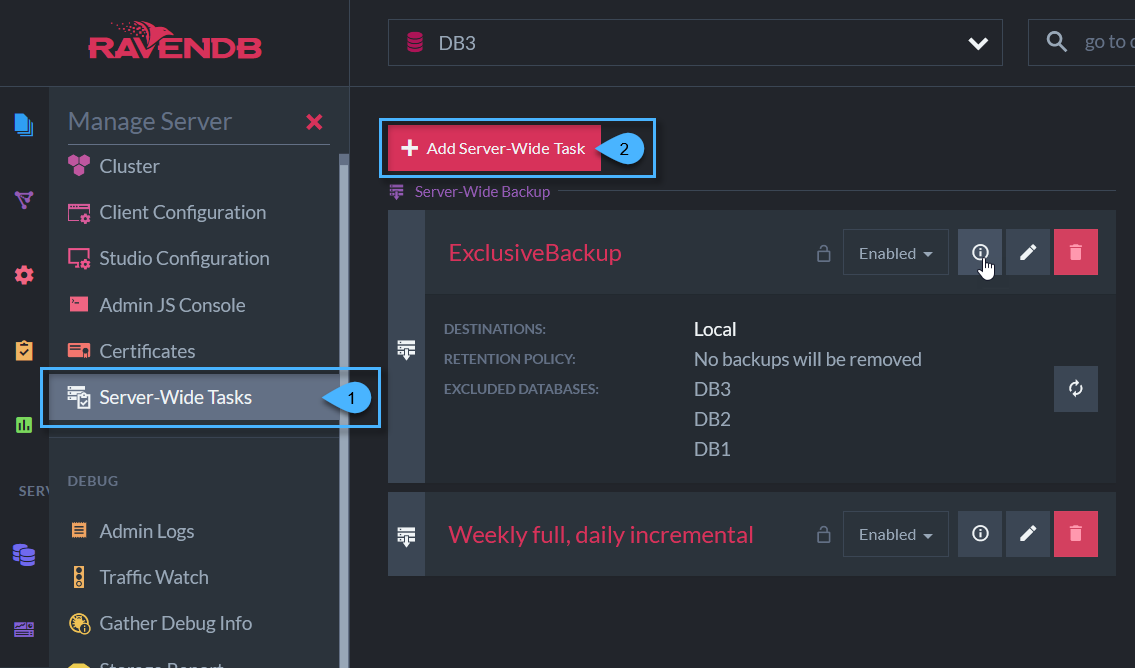 RAVENDB
DB3
go to d
Manage Server
Cluster
Client Configuration
Studio Configuration
Admin JS Console
Certificates
Server-Wide Tasks
1
SERV
DEBUG
Admin Logs
Traffic Watch
Gather Debug Info
Storage Report
Add Server-Wide Task
2
Server-Wide Backup
ExclusiveBackup
Enabled
DESTINATIONS:
Local
RETENTION POLICY:
No backups will be removed
EXCLUDED DATABASES:
DB3
DB2
DB1
Weekly full, daily incremental
Enabled